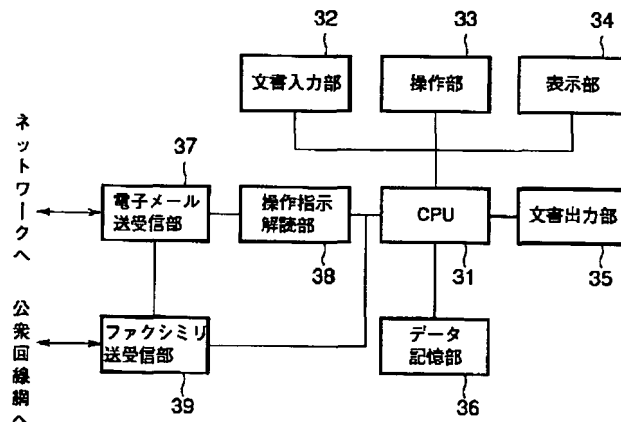 32
33
34
文書入力部
操作部
表示部
ネットワークへ
37
電子メール
送受信部
操作指示
解読部
38
CPU
31
文書出力部
35
公衆回線網へ
ファクシミリ
送受信部
39
データ
記憶部
36